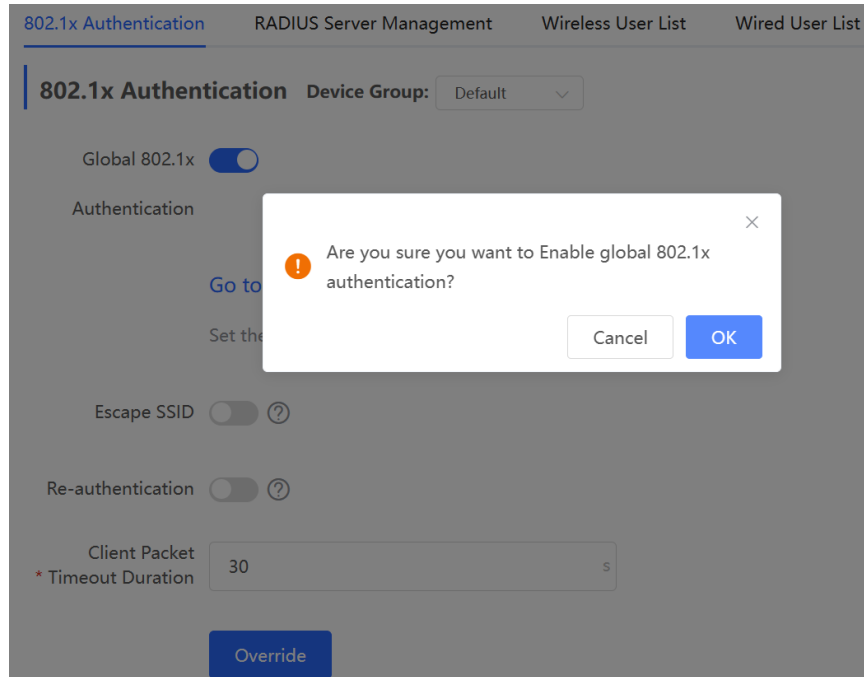 802.1x Authentication RADIUS Server Management Wireless User List Wired User List
802.1x Authentication Device Group: Default
Global 802.1x
Authentication
Are you sure you want to Enable global 802.1x
authentication?
Go to
Set the
Cancel OK
Escape SSID
Re-authentication
Client Packet
* Timeout Duration 30 s
Override